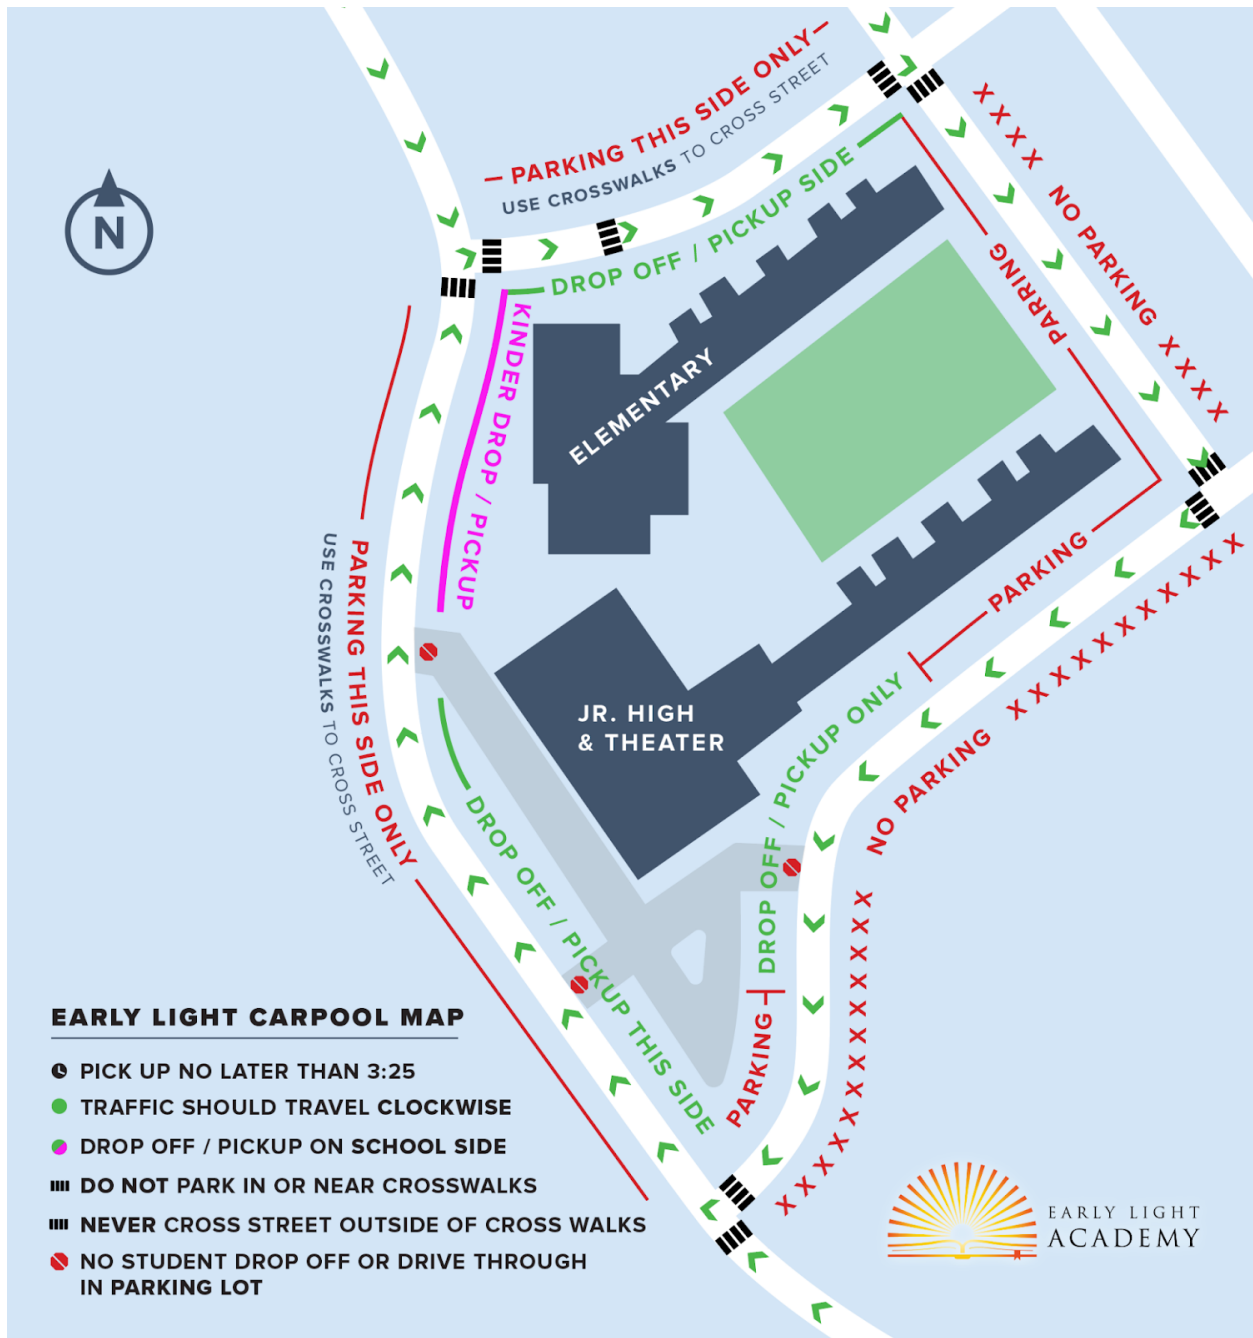 PARKING THIS SIDE ONLY
USE CROSSWALKS TO CROSS STREET
DROP OFF / PICKUP SIDE
XXXX NO PARKING XXXX
N
PARRING
KINDER DROP / PICKUP
ELEMENTARY
PARKING
PARKING THIS SIDE ONLY
USE CROSSWALKS TO CROSS STREET
JR. HIGH
& THEATER
DROP OFF / PICKUP ONLY
XXXXXXXXXXX NO PARKING XXXXXXXXXXXXX
DROP OFF / PICKUP THIS SIDE
PARKING
EARLY LIGHT CARPOOL MAP
PICK UP NO LATER THAN 3:25
TRAFFIC SHOULD TRAVEL CLOCKWISE
DROP OFF / PICKUP ON SCHOOL SIDE
DO NOT PARK IN OR NEAR CROSSWALKS
NEVER CROSS STREET OUTSIDE OF CROSS WALKS
NO STUDENT DROP OFF OR DRIVE THROUGH
IN PARKING LOT
EARLY LIGHT
ACADEMY